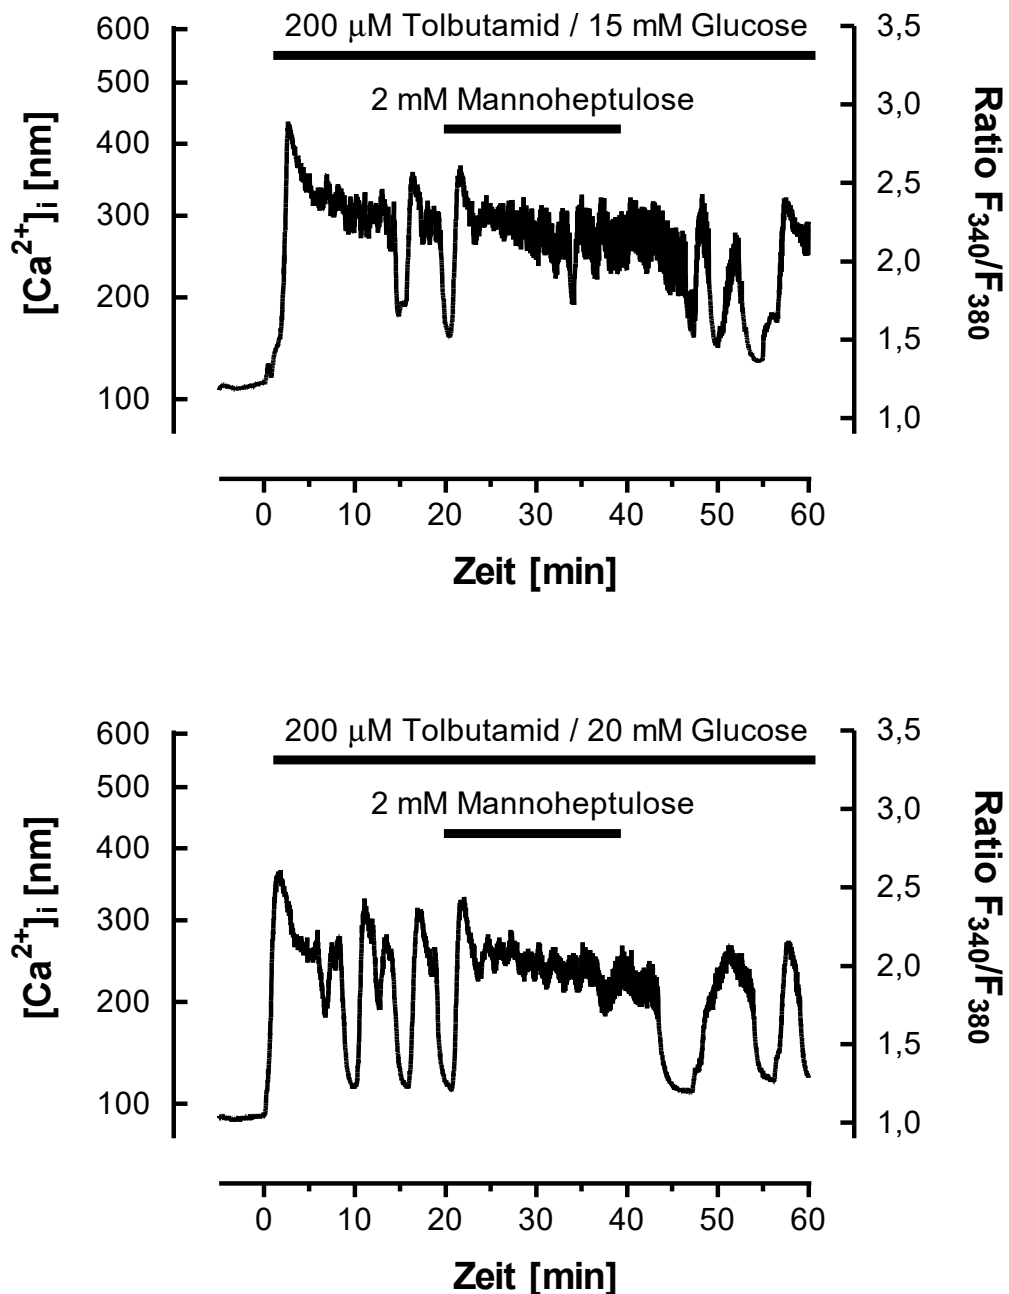 200 μM Tolbutamid / 15 mM Glucose
2 mM Mannoheptulose
[Ca²⁺]ᵢ [nm]
600
500
400
300
200
100
3,5
3,0
2,5
2,0
1,5
1,0
Ratio F₃₄₀/F₃₈₀
0 10 20 30 40 50 60
Zeit [min]
200 μM Tolbutamid / 20 mM Glucose
2 mM Mannoheptulose
[Ca²⁺]ᵢ [nm]
600
500
400
300
200
100
3,5
3,0
2,5
2,0
1,5
1,0
Ratio F₃₄₀/F₃₈₀
0 10 20 30 40 50 60
Zeit [min]